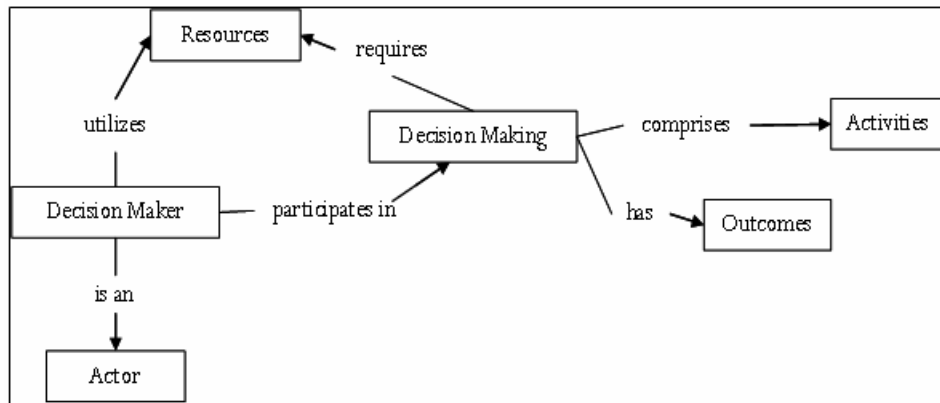 Resources
requires
utilizes
Decision Making
comprises
Activities
Decision Maker
participates in
has
Outcomes
is an
Actor